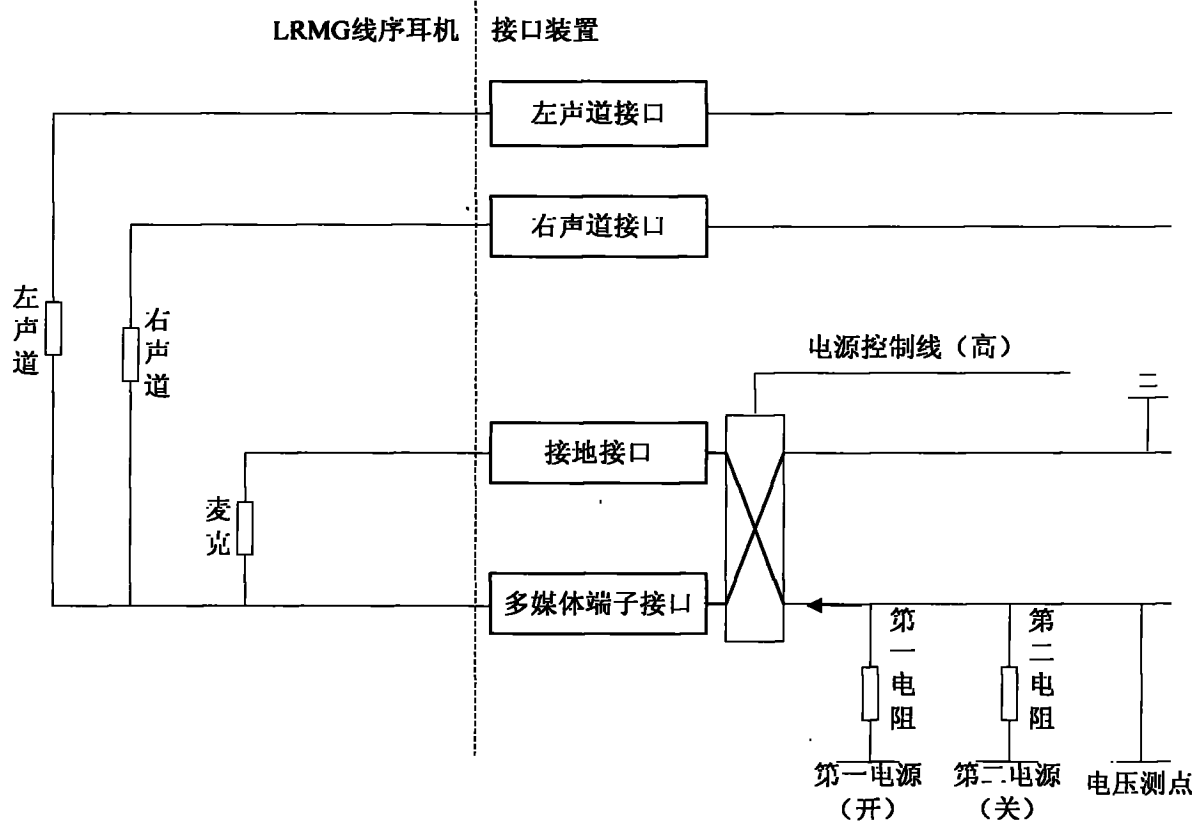 LRMG线序耳机 接口装置
左声道接口
右声道接口
左声道
右声道
电源控制线（高）
接地接口
麦克
多媒体端子接口
第一电阻
第二电阻
第一电源
（开）
第二电源
（关）
电压测点